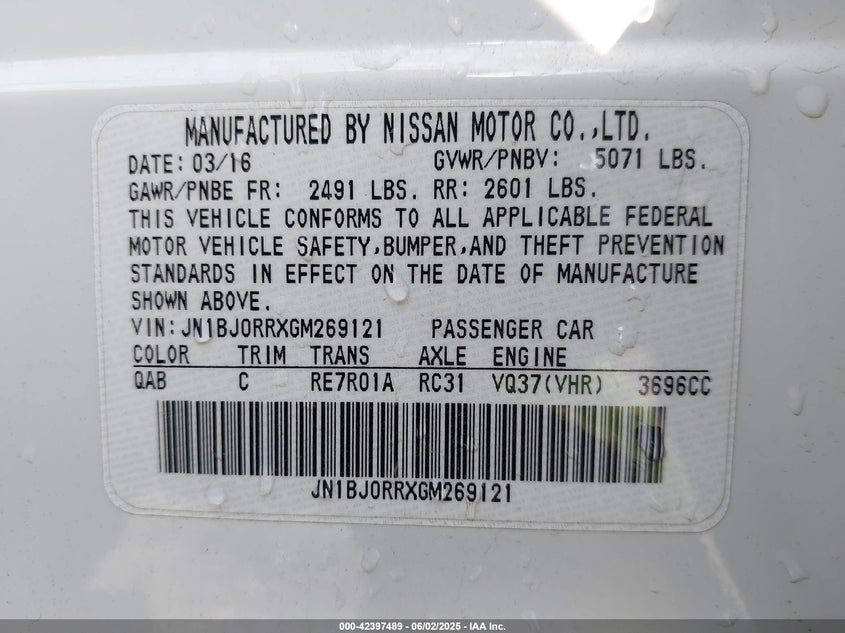 MANUFACTURED BY NISSAN MOTOR CO.,LTD.
DATE: 03/16 GVWR/PNBV: 5071 LBS.
GAWR/PNBE FR: 2491 LBS. RR: 2601 LBS.
THIS VEHICLE CONFORMS TO ALL APPLICABLE FEDERAL
MOTOR VEHICLE SAFETY,BUMPER,AND THEFT PREVENTION
STANDARDS IN EFFECT ON THE DATE OF MANUFACTURE
SHOWN ABOVE.
VIN: JN1BJ0RRXGM269121 PASSENGER CAR
COLOR TRIM TRANS AXLE ENGINE
QAB C RE7R01A RC31 VQ37(VHR) 3696CC
JN1BJ0RRXGM269121
000-42397489 - 06/02/2025 - IAA Inc.